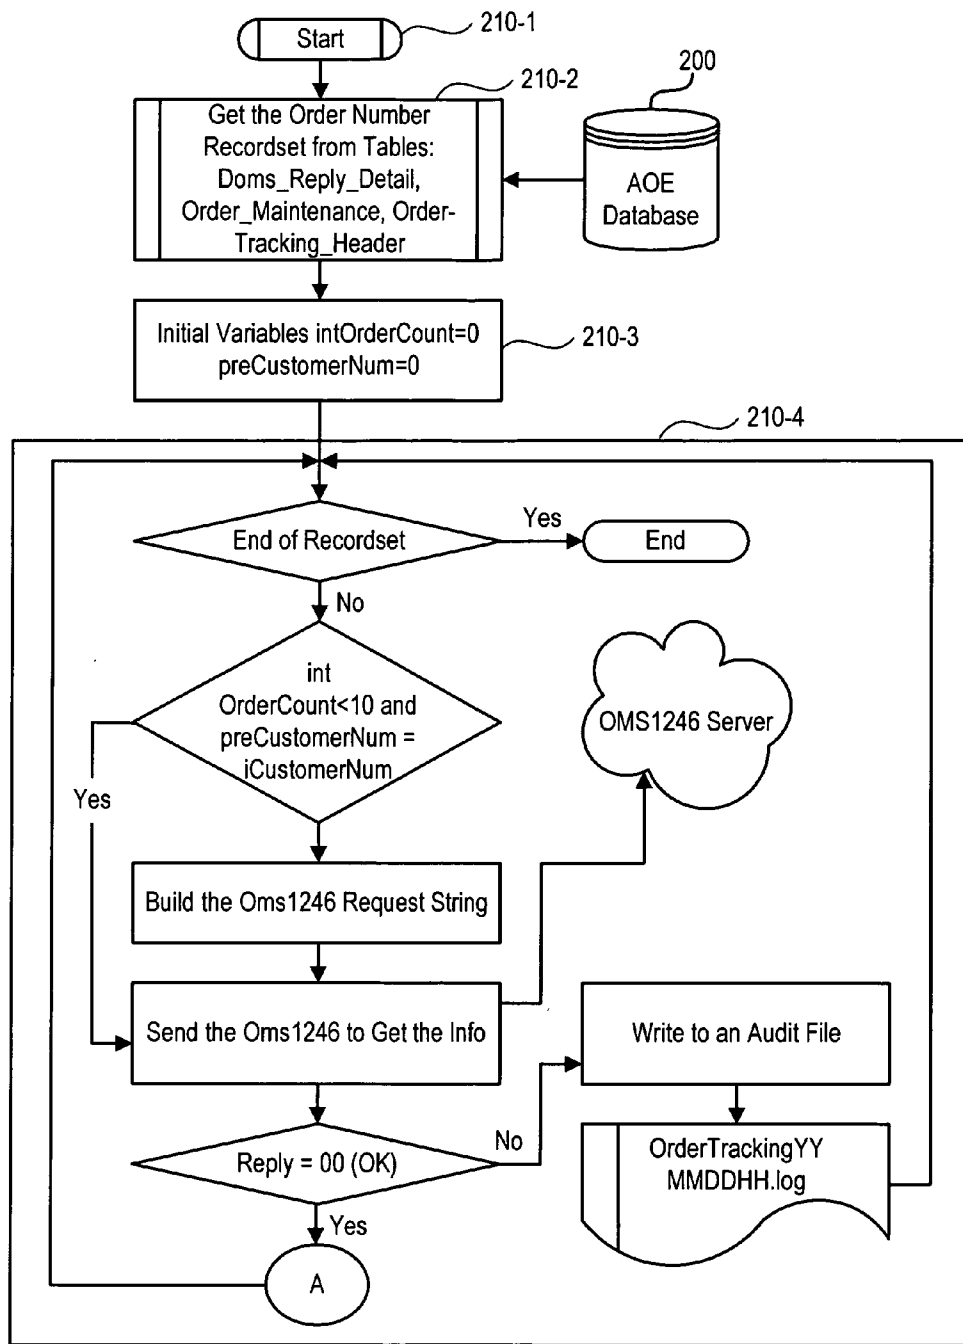 Start
210-1
210-2
Get the Order Number
Recordset from Tables:
Doms_Reply_Detail,
Order_Maintenance, Order-
Tracking_Header
200
AOE
Database
Initial Variables intOrderCount=0
preCustomerNum=0
210-3
210-4
End of Recordset
Yes
End
No
int
OrderCount<10 and
preCustomerNum =
iCustomerNum
Yes
OMS1246 Server
Build the Oms1246 Request String
Send the Oms1246 to Get the Info
Write to an Audit File
Reply = 00 (OK)
No
OrderTrackingYY
MMDDHH.log
Yes
A